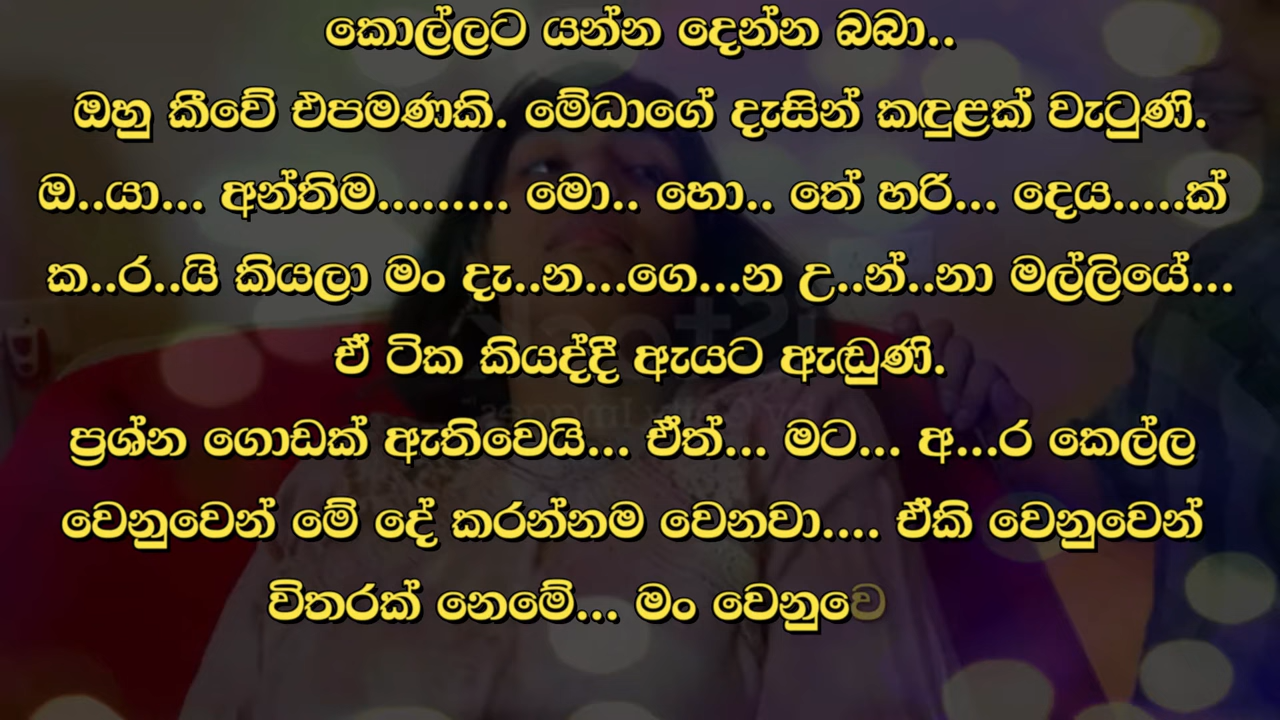 කොල්ලට යන්න දෙන්න බබා..
ඔහු කීවේ එපමණකි. මේධාගේ දෑසින් කඳුළක් වැටුණි.
ඔ..යා... අන්තිම......... මො.. හො.. තේ හරි... දෙය.....ක්
ක..ර..යි කියලා මං දැ..න...ගෙ...න උ..න්..නා මල්ලියේ...
ඒ ටික කියද්දී ඇයට ඇඬුණි.
ප්‍රශ්න ගොඩක් ඇතිවෙයි... ඒත්... මට... අ...ර කෙල්ල
වෙනුවෙන් මේ දේ කරන්නම වෙනවා.... ඒකි වෙනුවෙන්
විතරක් නෙමේ... මං වෙනුවෙ